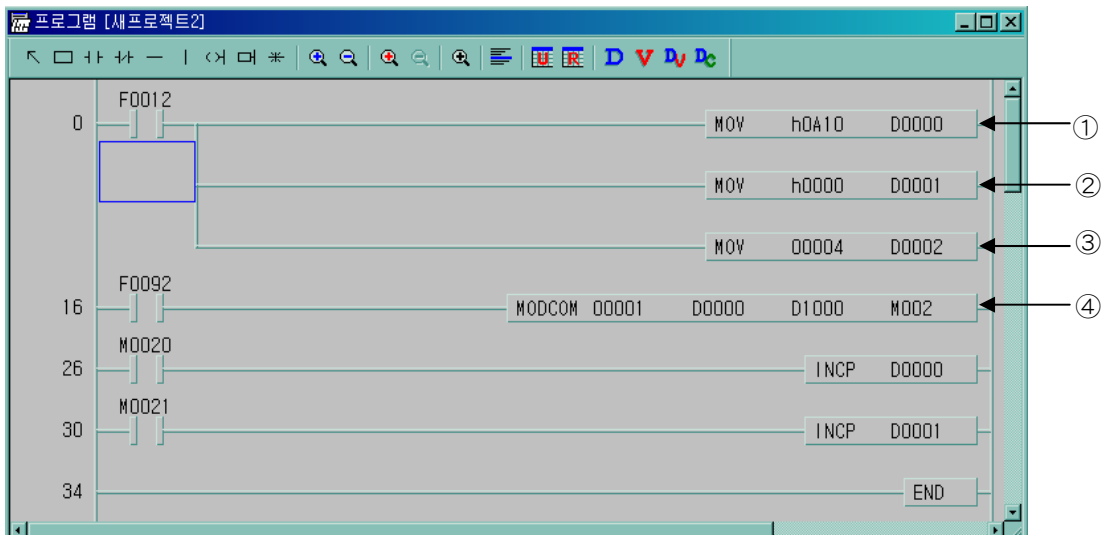 프로그램 [새프로젝트2]
U R D V DU DC
F0012
0 MOV h0A10 D0000 ①
MOV h0000 D0001 ②
MOV 00004 D0002 ③
F0092
16 MODCOM 00001 D0000 D1000 M002 ④
M0020
26 INCP D0000
M0021
30 INCP D0001
34 END